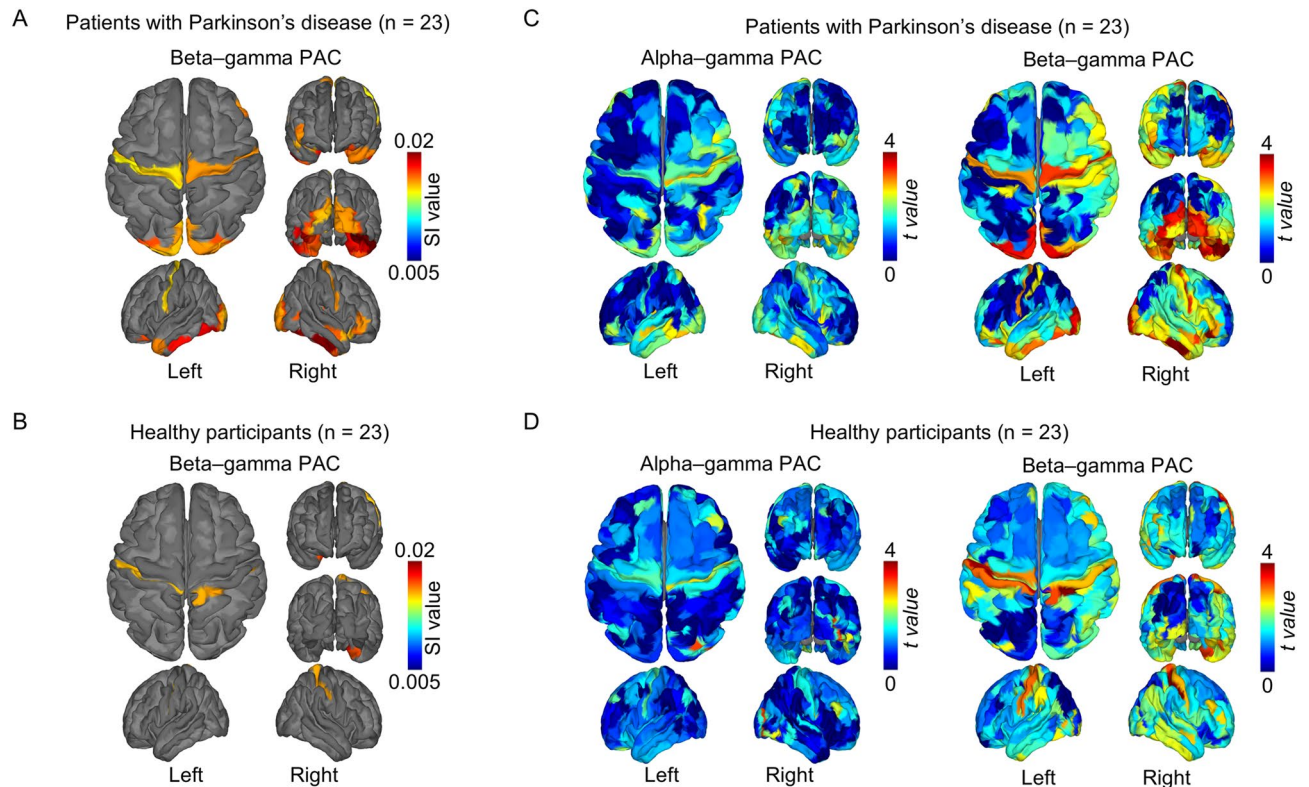 A
Patients with Parkinson's disease (n = 23)
Beta–gamma PAC
0.02
SI value
0.005
Left
Right
B
Healthy participants (n = 23)
Beta–gamma PAC
0.02
SI value
0.005
Left
Right
C
Patients with Parkinson's disease (n = 23)
Alpha–gamma PAC
4
t value
0
Left
Right
Beta–gamma PAC
4
t value
0
Left
Right
D
Healthy participants (n = 23)
Alpha–gamma PAC
4
t value
0
Left
Right
Beta–gamma PAC
4
t value
0
Left
Right